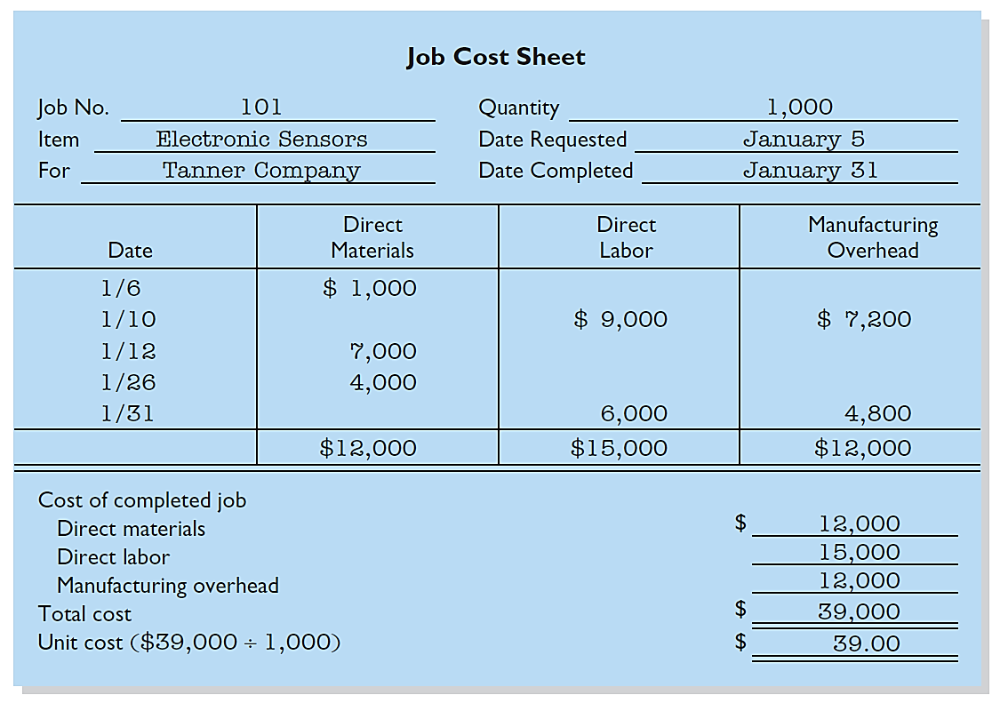 Job Cost Sheet
Job No. 101 Quantity 1,000
Item Electronic Sensors Date Requested January 5
For Tanner Company Date Completed January 31
Date Direct Materials Direct Labor Manufacturing Overhead
1/6 $ 1,000
1/10 $ 9,000 $ 7,200
1/12 7,000
1/26 4,000
1/31 6,000 4,800
$12,000 $15,000 $12,000
Cost of completed job
Direct materials $ 12,000
Direct labor 15,000
Manufacturing overhead 12,000
Total cost $ 39,000
Unit cost ($39,000 ÷ 1,000) $ 39.00